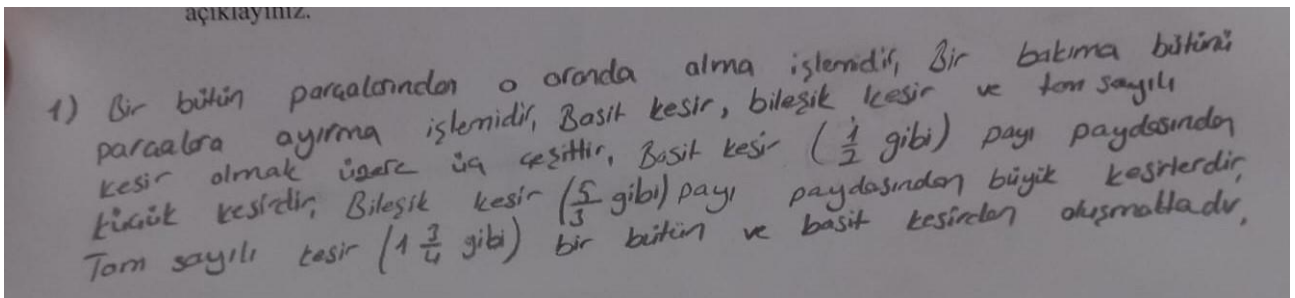 açıklayınız.
1) Bir bütün parçalarından o oranda alma işlemidir, Bir bakıma bütünü
parçalara ayırma işlemidir, Basit kesir, bileşik kesir ve tam sayılı
kesir olmak üzere üç çeşittir, Basit kesir (1/2 gibi) payı paydasından
küçük kesirdir, Bileşik kesir (5/3 gibi) payı paydasından büyük kesirlerdir,
Tam sayılı kesir (1 3/4 gibi) bir bütün ve basit kesirden oluşmaktadır,